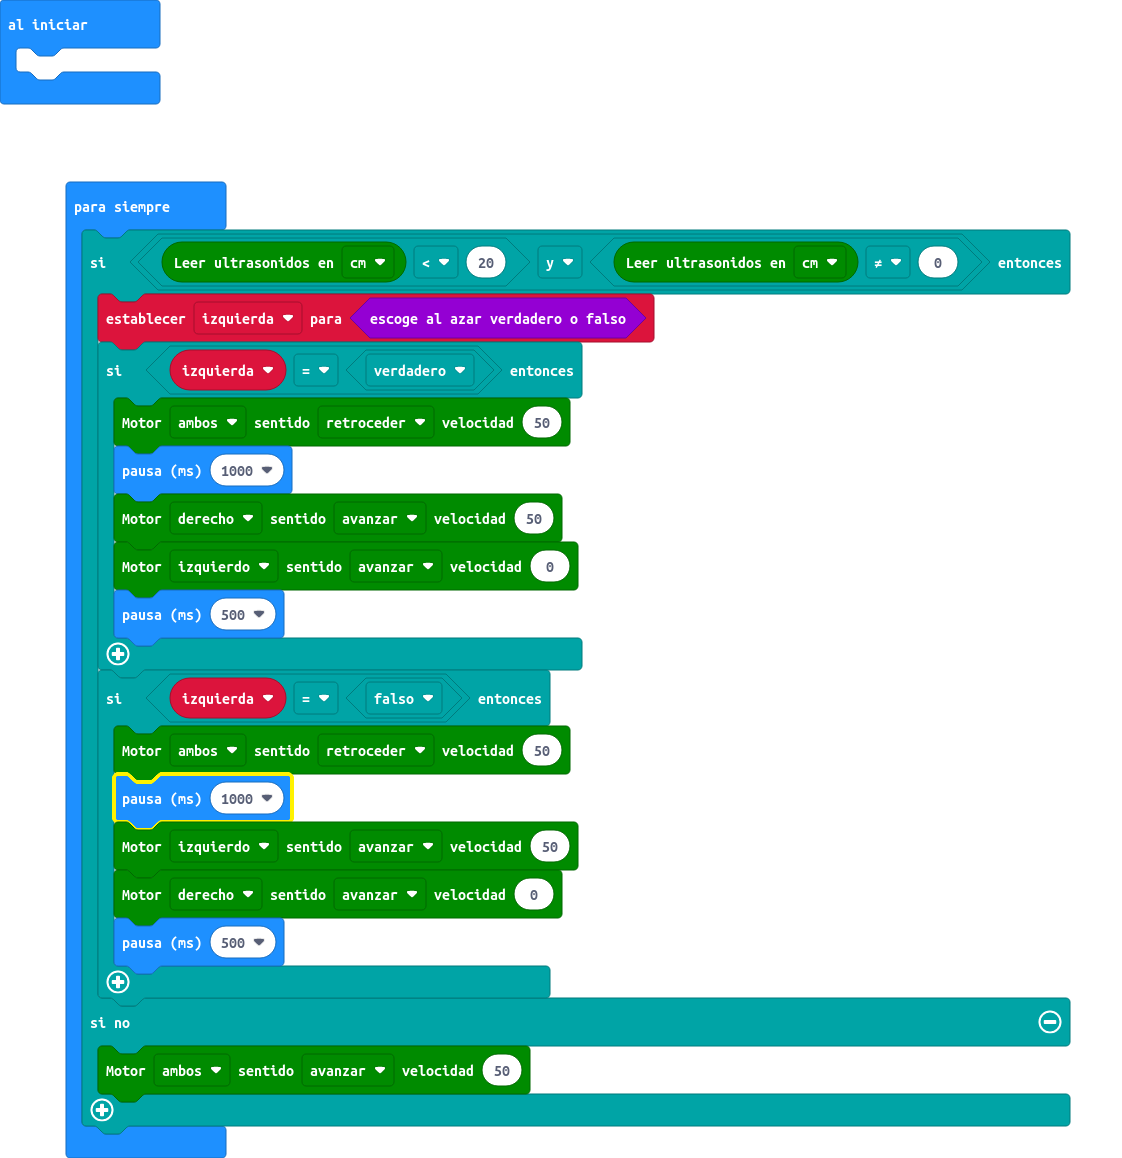 al iniciar
para siempre
si Leer ultrasonidos en cm < 20 y Leer ultrasonidos en cm ≠ 0 entonces
establecer izquierda para escoge al azar verdadero o falso
si izquierda = verdadero entonces
Motor ambos sentido retroceder velocidad 50
pausa (ms) 1000
Motor derecho sentido avanzar velocidad 50
Motor izquierdo sentido avanzar velocidad 0
pausa (ms) 500
si izquierda = falso entonces
Motor ambos sentido retroceder velocidad 50
pausa (ms) 1000
Motor izquierdo sentido avanzar velocidad 50
Motor derecho sentido avanzar velocidad 0
pausa (ms) 500
si no
Motor ambos sentido avanzar velocidad 50